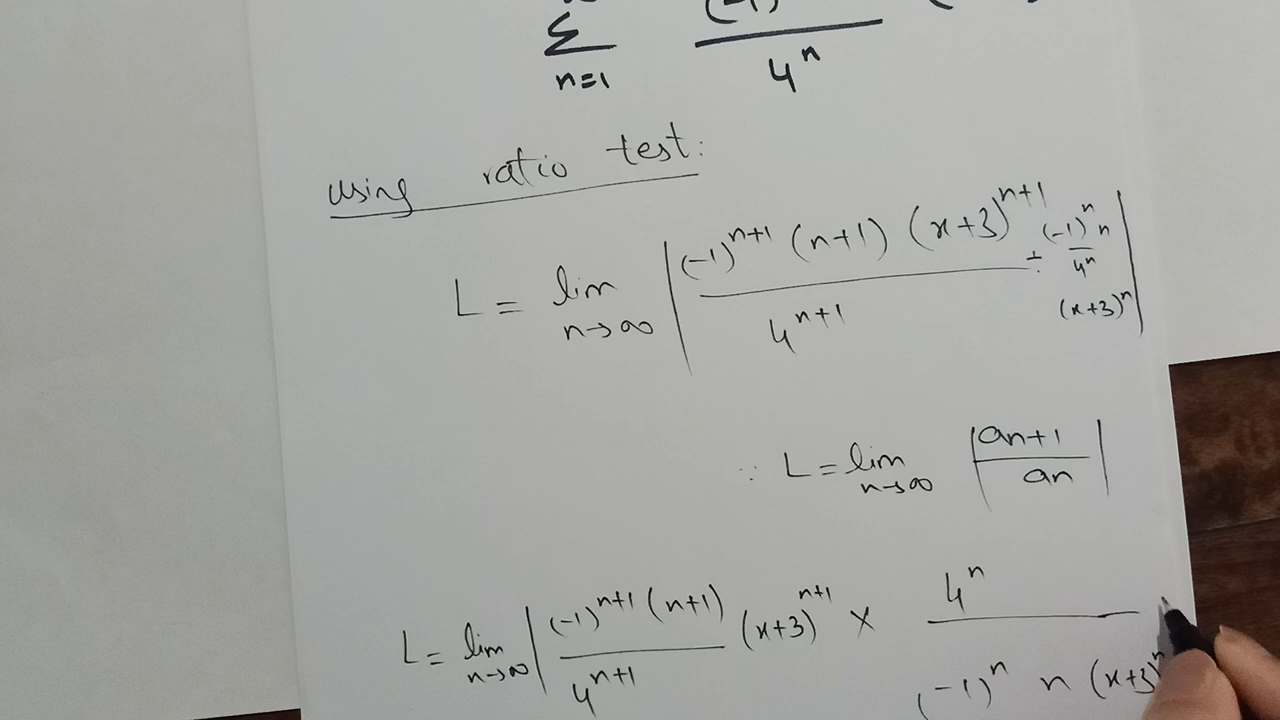 ∑ n=1 (-1) / 4^n
using ratio test:
L = lim n→∞ | (-1)^{n+1} (n+1) (x+3)^{n+1} / 4^{n+1} ÷ (-1)^n n / 4^n (x+3)^n |
∵ L = lim n→∞ | an+1 / an |
L = lim n→∞ | (-1)^{n+1} (n+1) / 4^{n+1} (x+3)^{n+1} × 4^n / (-1)^n n (x+3)^n